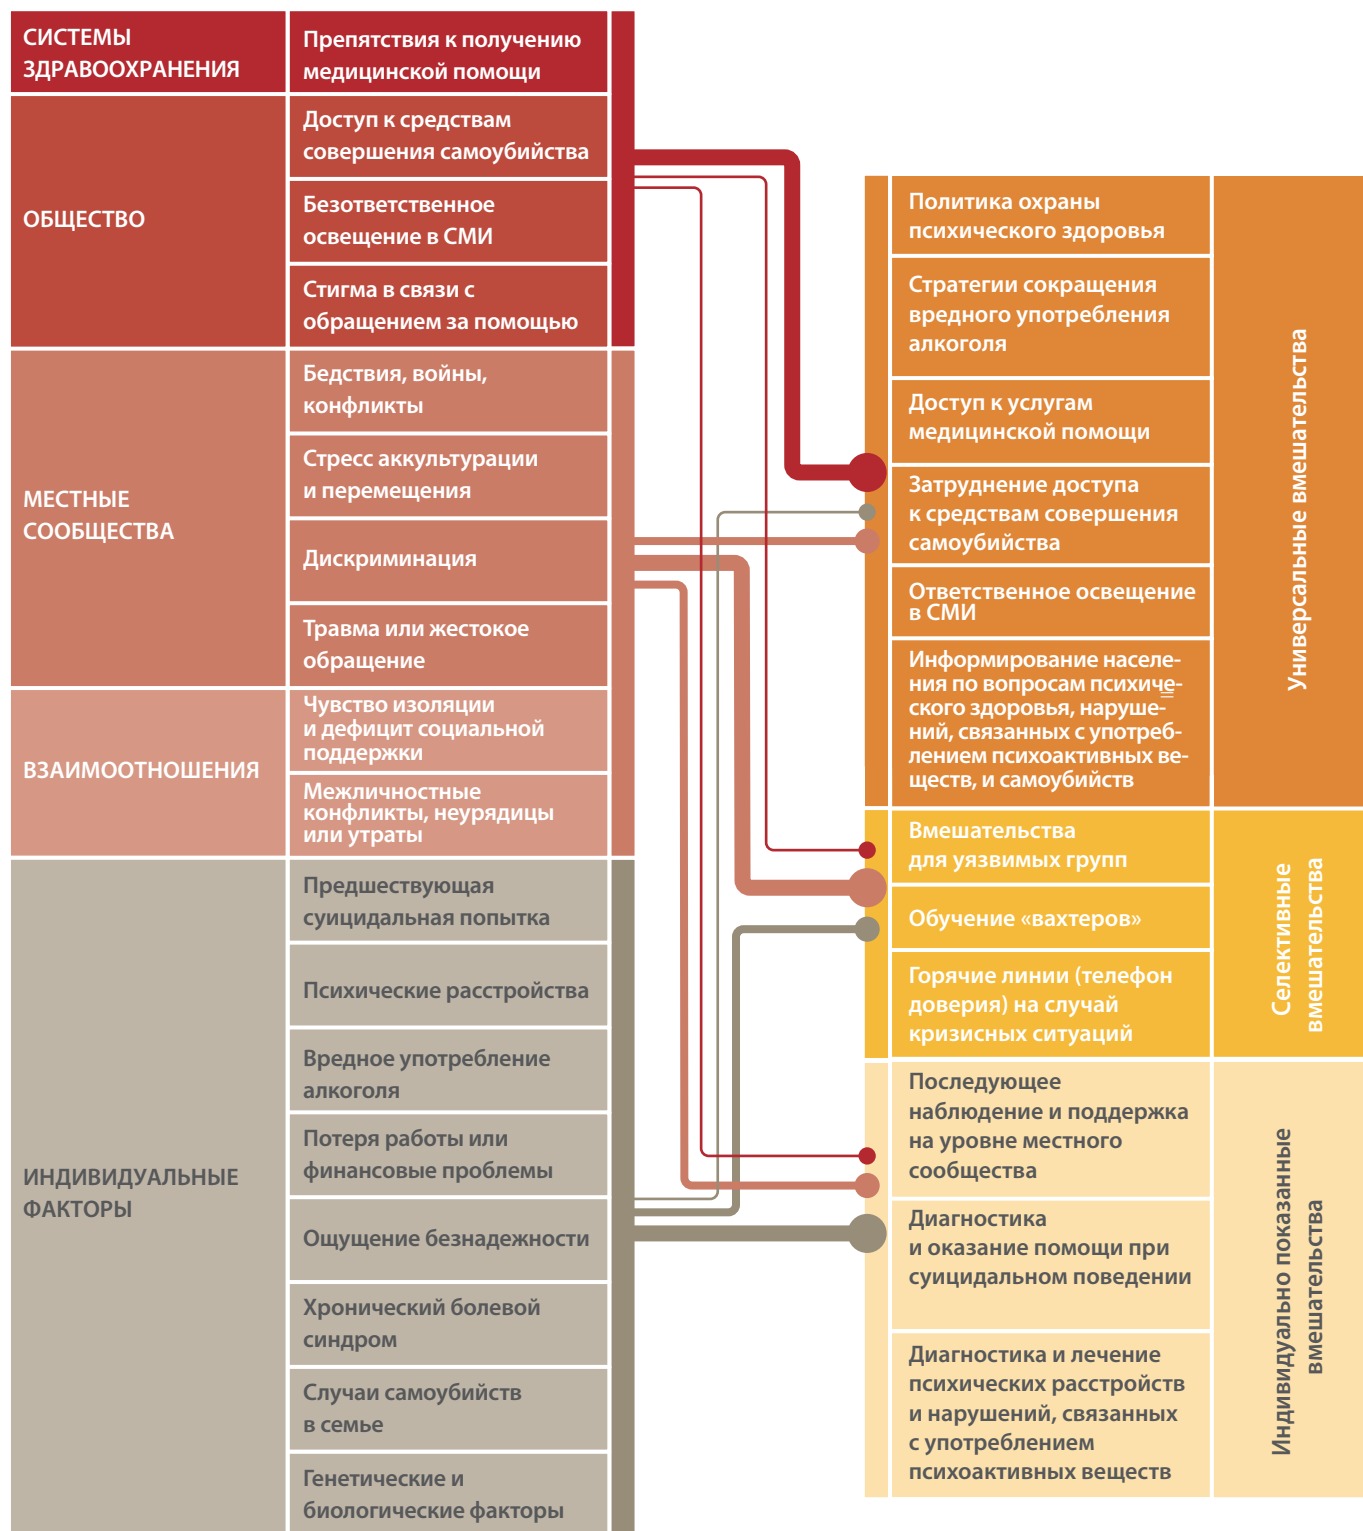 СИСТЕМЫ
ЗДРАВООХРАНЕНИЯ
Препятствия к получению
медицинской помощи
ОБЩЕСТВО
Доступ к средствам
совершения самоубийства
Безответственное
освещение в СМИ
Стигма в связи с
обращением за помощью
МЕСТНЫЕ
СООБЩЕСТВА
Бедствия, войны,
конфликты
Стресс аккультурации
и перемещения
Дискриминация
Травма или жестокое
обращение
ВЗАИМООТНОШЕНИЯ
Чувство изоляции
и дефицит социальной
поддержки
Межличностные
конфликты, неурядицы
или утраты
ИНДИВИДУАЛЬНЫЕ
ФАКТОРЫ
Предшествующая
суицидальная попытка
Психические расстройства
Вредное употребление
алкоголя
Потеря работы или
финансовые проблемы
Ощущение безнадежности
Хронический болевой
синдром
Случаи самоубийств
в семье
Генетические и
биологические факторы
Политика охраны
психического здоровья
Стратегии сокращения
вредного употребления
алкоголя
Доступ к услугам
медицинской помощи
Затруднение доступа
к средствам совершения
самоубийства
Ответственное освещение
в СМИ
Информирование населе-
ния по вопросам психиче-
ского здоровья, наруше-
ний, связанных с употреб-
лением психоактивных ве-
ществ, и самоубийств
Универсальные вмешательства
Вмешательства
для уязвимых групп
Обучение «вахтеров»
Горячие линии (телефон
доверия) на случай
кризисных ситуаций
Селективные
вмешательства
Последующее
наблюдение и поддержка
на уровне местного
сообщества
Диагностика
и оказание помощи при
суицидальном поведении
Диагностика и лечение
психических расстройств
и нарушений, связанных
с употреблением
психоактивных веществ
Индивидуально показанные
вмешательства